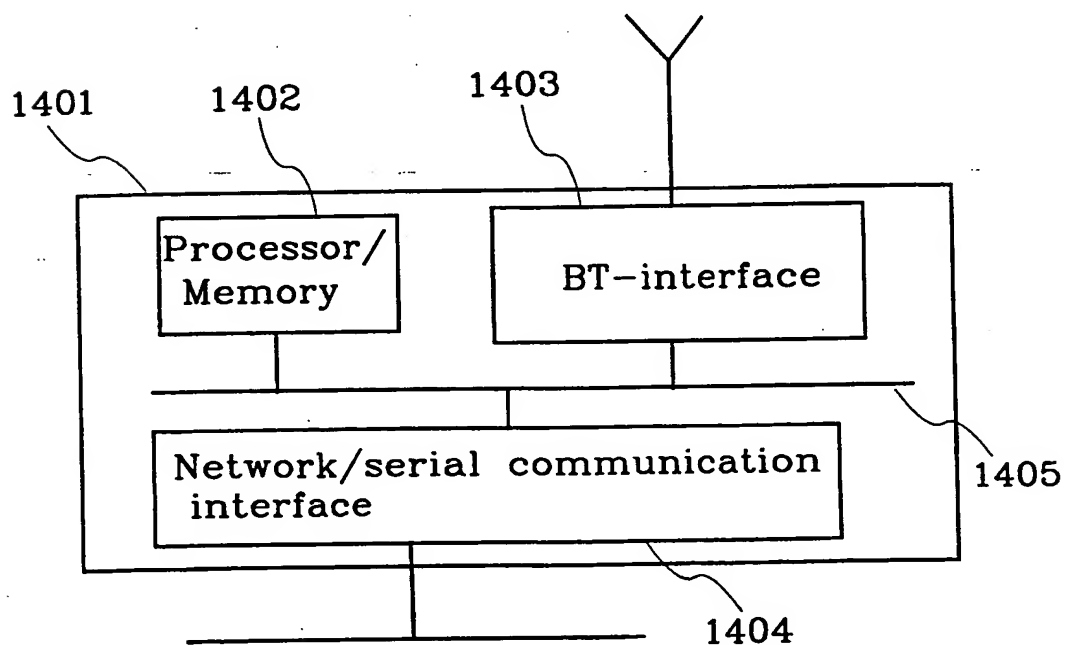 1401
1402
1403
Processor/
Memory
BT-interface
Network/serial communication
interface
1405
1404